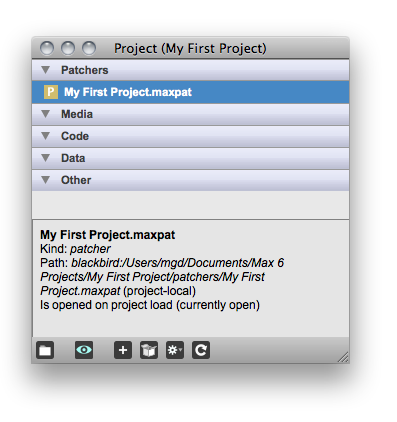 Project (My First Project)
Patchers
P My First Project.maxpat
Media
Code
Data
Other
My First Project.maxpat
Kind: patcher
Path: blackbird:/Users/mgd/Documents/Max 6
Projects/My First Project/patchers/My First
Project.maxpat (project-local)
Is opened on project load (currently open)